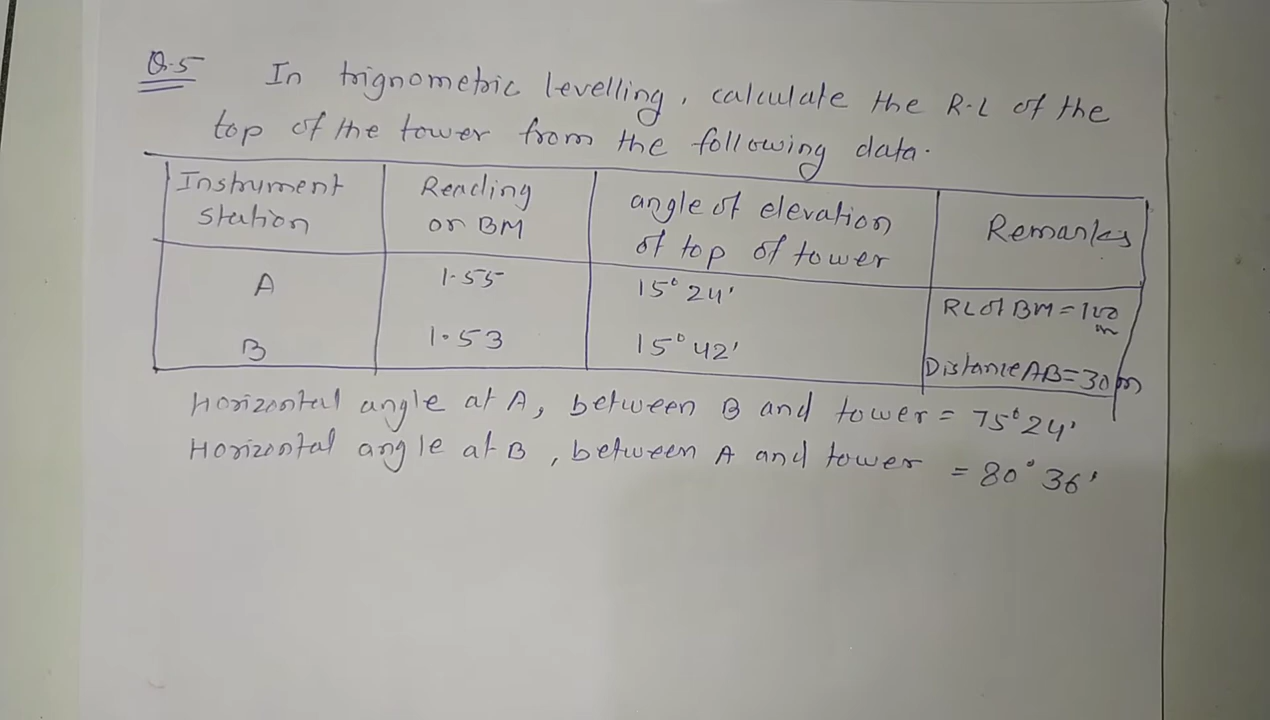 Q.5 In trignometric levelling, calculate the R.L of the
top of the tower from the following data.
Instrument station | Reading on BM | angle of elevation of top of tower | Remarks
A | 1.55 | 15°24' | RL of BM = 100 m
B | 1.53 | 15°42' | Distance AB = 30 m
Horizontal angle at A, between B and tower = 75°24'
Horizontal angle at B, between A and tower = 80°36'